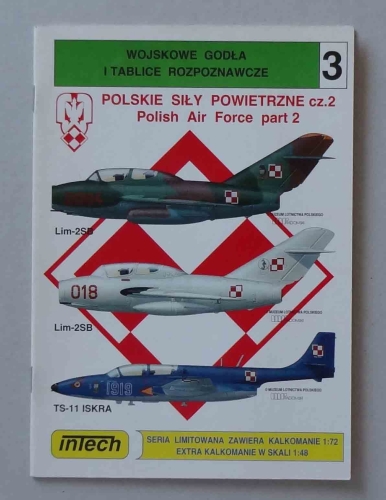 WOJSKOWE GODŁA
I TABLICE ROZPOZNAWCZE
3
POLSKIE SIŁY POWIETRZNE cz.2
Polish Air Force part 2
Lim-2SB
018
Lim-2SB
1919
TS-11 ISKRA
inTech
SERIA LIMITOWANA ZAWIERA KALKOMANIE 1:72
EXTRA KALKOMANIE W SKALI 1:48